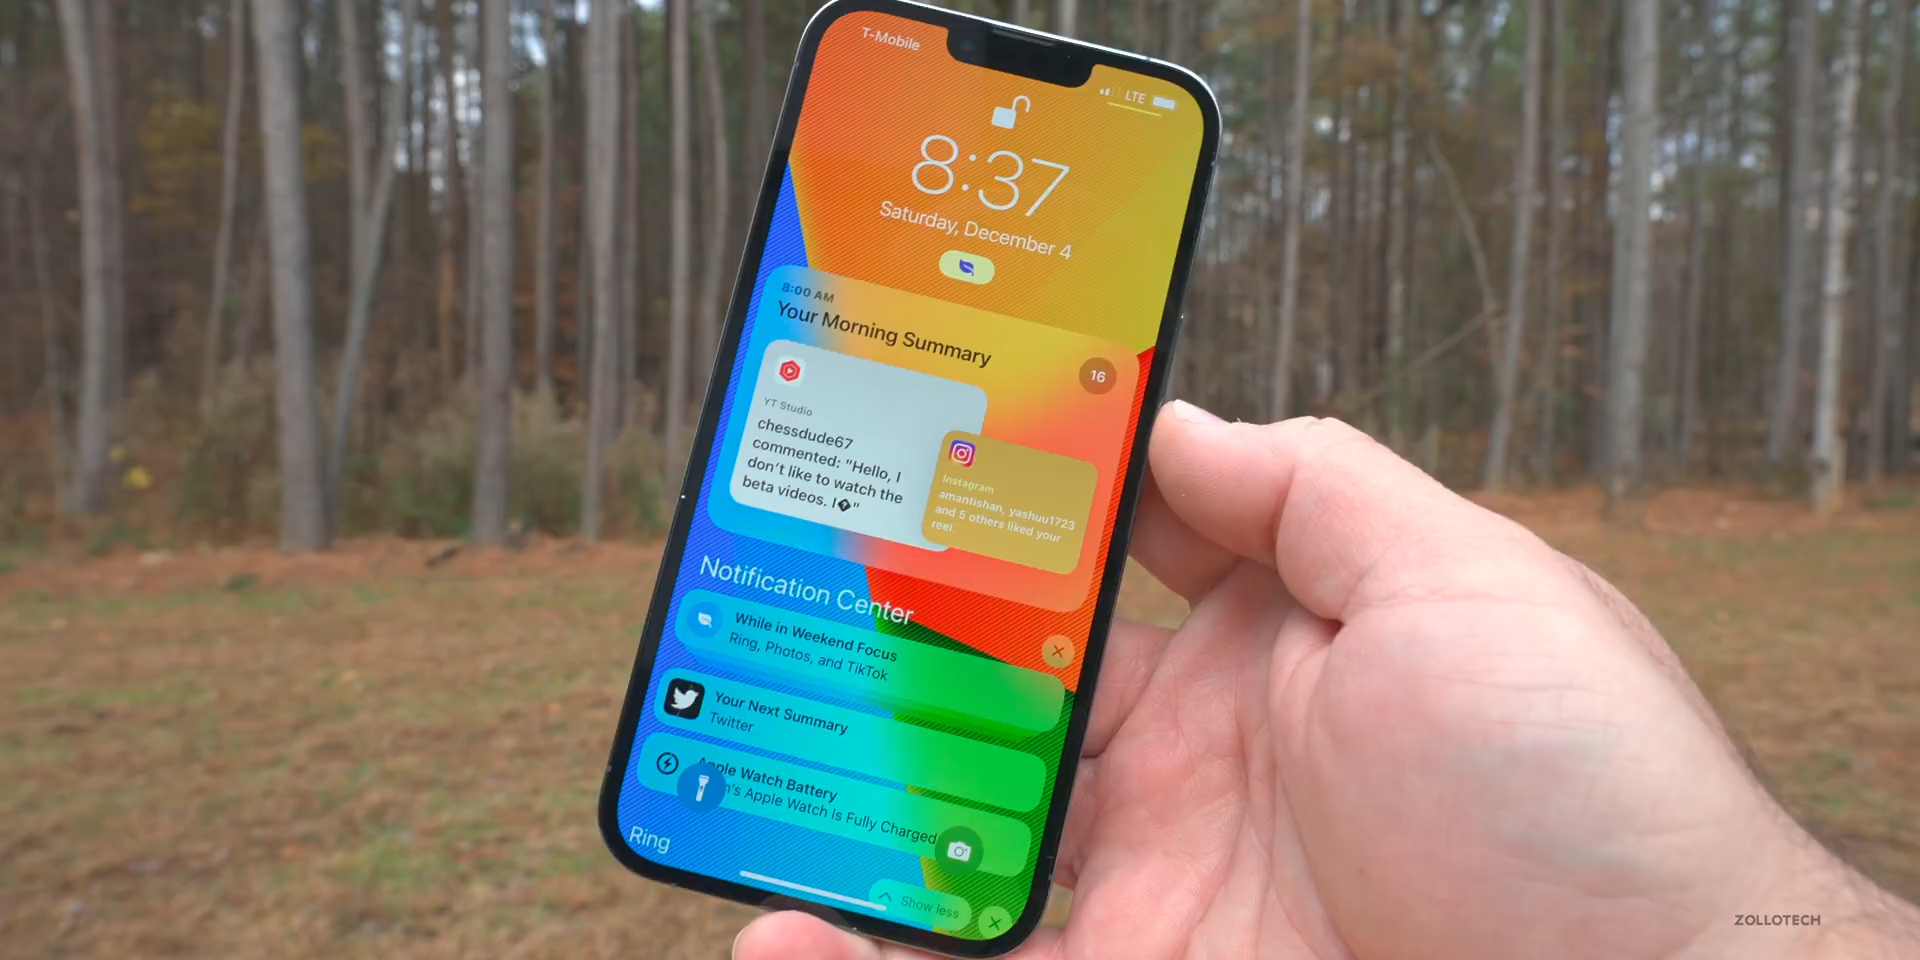 T-Mobile
LTE
8:37
Saturday, December 4
8:00 AM
Your Morning Summary
16
YT Studio
chessdude67
commented: "Hello, I
don't like to watch the
beta videos. I�"
Instagram
amantishan, yashuu1723
and 5 others liked your
reel.
Notification Center
While in Weekend Focus
Ring, Photos, and TikTok
Your Next Summary
Twitter
Apple Watch Battery
's Apple Watch Is Fully Charged
Ring
Show less
ZOLLOTECH